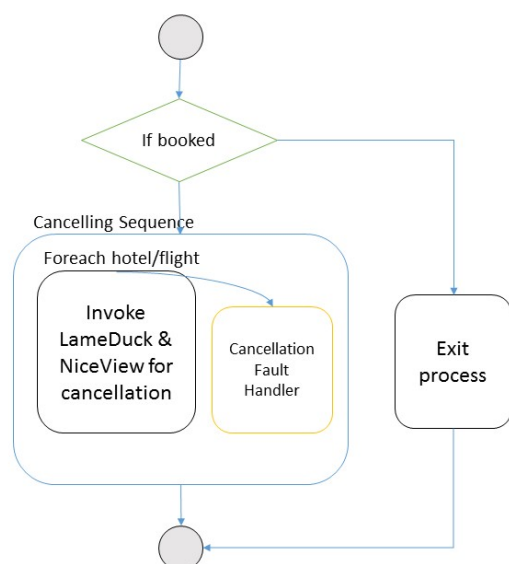 If booked
Cancelling Sequence
Foreach hotel/flight
Invoke
LameDuck &
NiceView for
cancellation
Cancellation
Fault
Handler
Exit
process